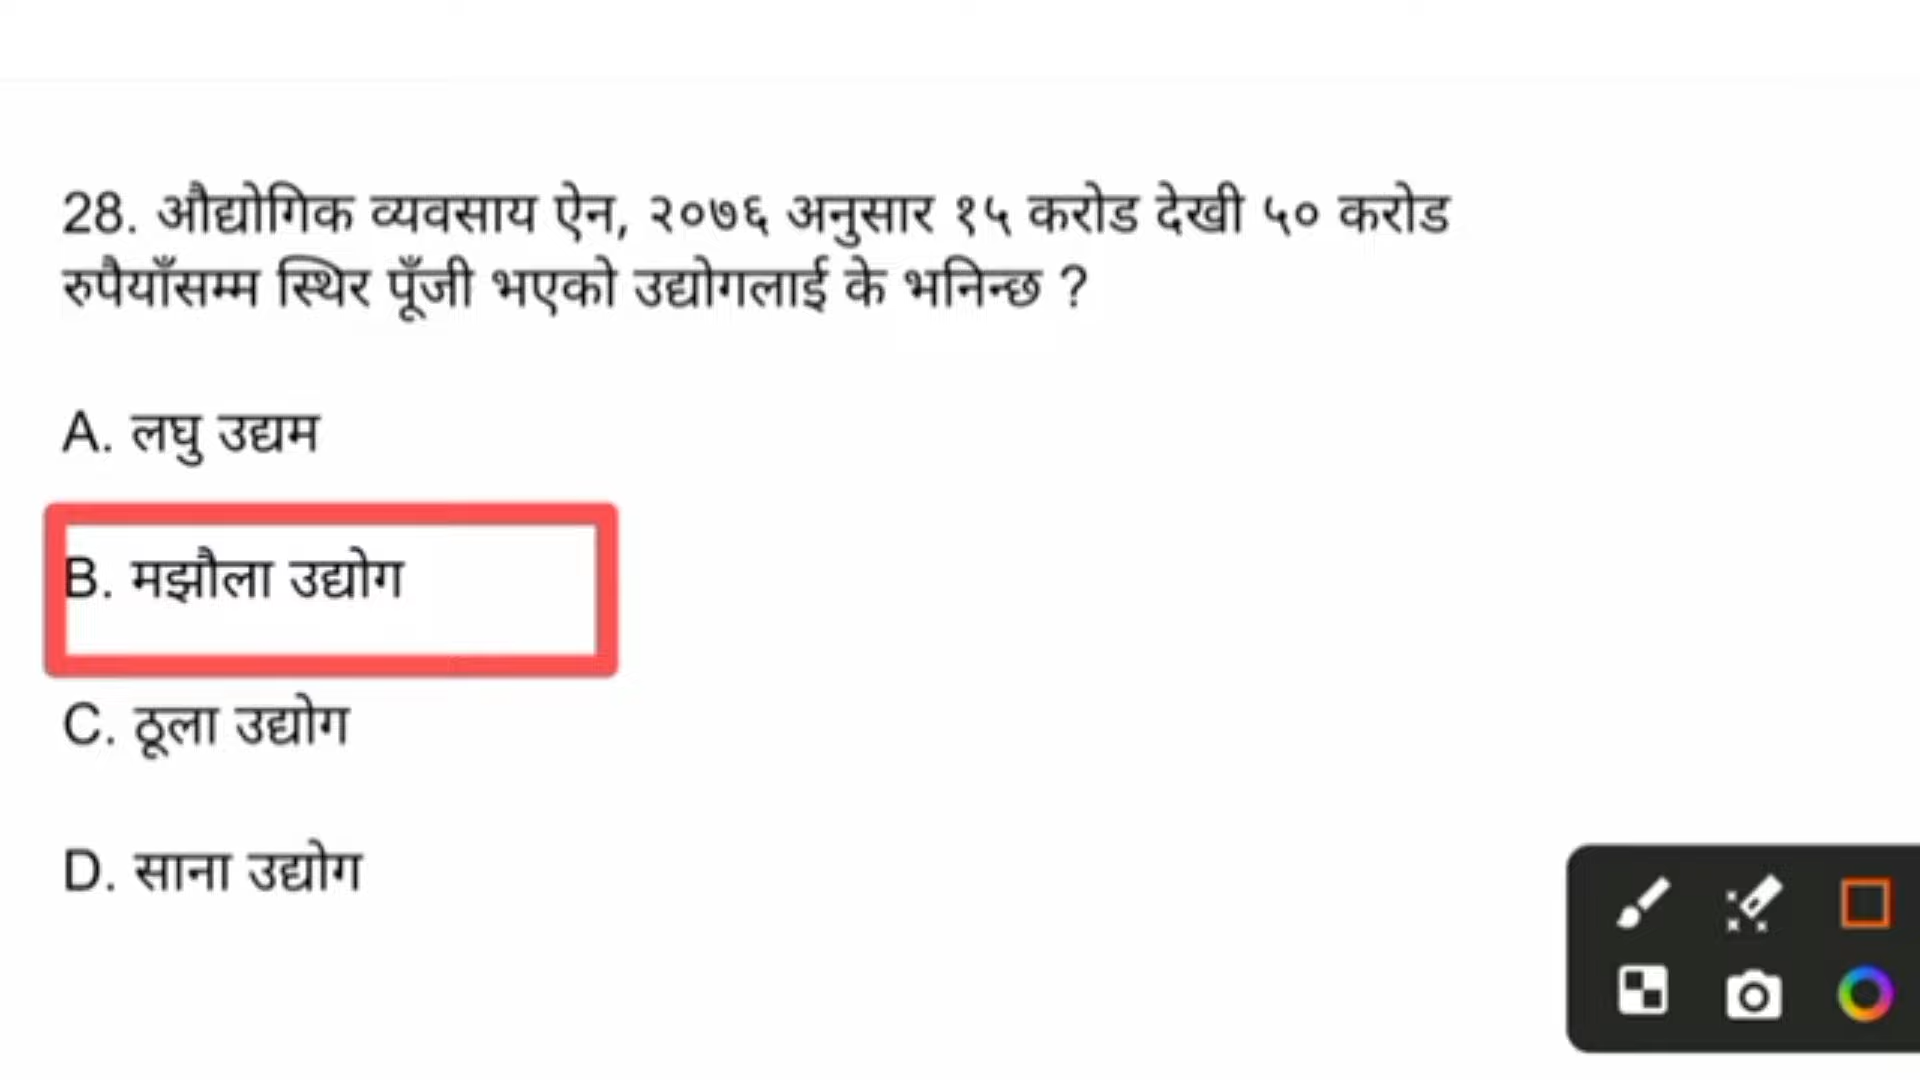 28. औद्योगिक व्यवसाय ऐन, २०७६ अनुसार १५ करोड देखी ५० करोड
रुपैयाँसम्म स्थिर पूँजी भएको उद्योगलाई के भनिन्छ ?
A. लघु उद्यम
B. मझौला उद्योग
C. ठूला उद्योग
D. साना उद्योग